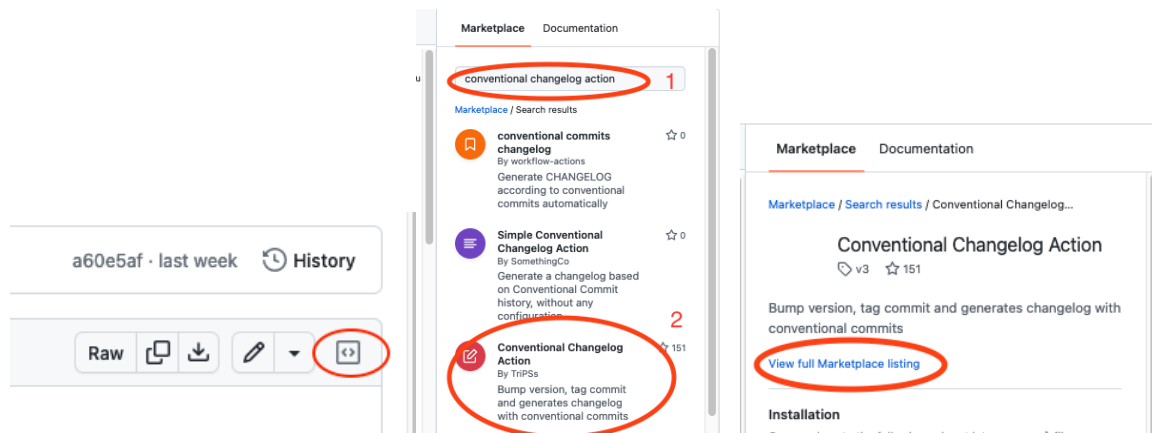 a60e5af · last week History
Raw
Marketplace Documentation
conventional changelog action 1
Marketplace / Search results
conventional commits
changelog
0
By workflow-actions
Generate CHANGELOG
according to conventional
commits automatically
Simple Conventional
Changelog Action
0
By SomethingCo
Generate a changelog based
on Conventional Commit
history, without any
configuration
2
Conventional Changelog
Action
151
By TriPSs
Bump version, tag commit
and generates changelog
with conventional commits
Marketplace Documentation
Marketplace / Search results / Conventional Changelog...
Conventional Changelog Action
v3 151
Bump version, tag commit and generates changelog with
conventional commits
View full Marketplace listing
Installation